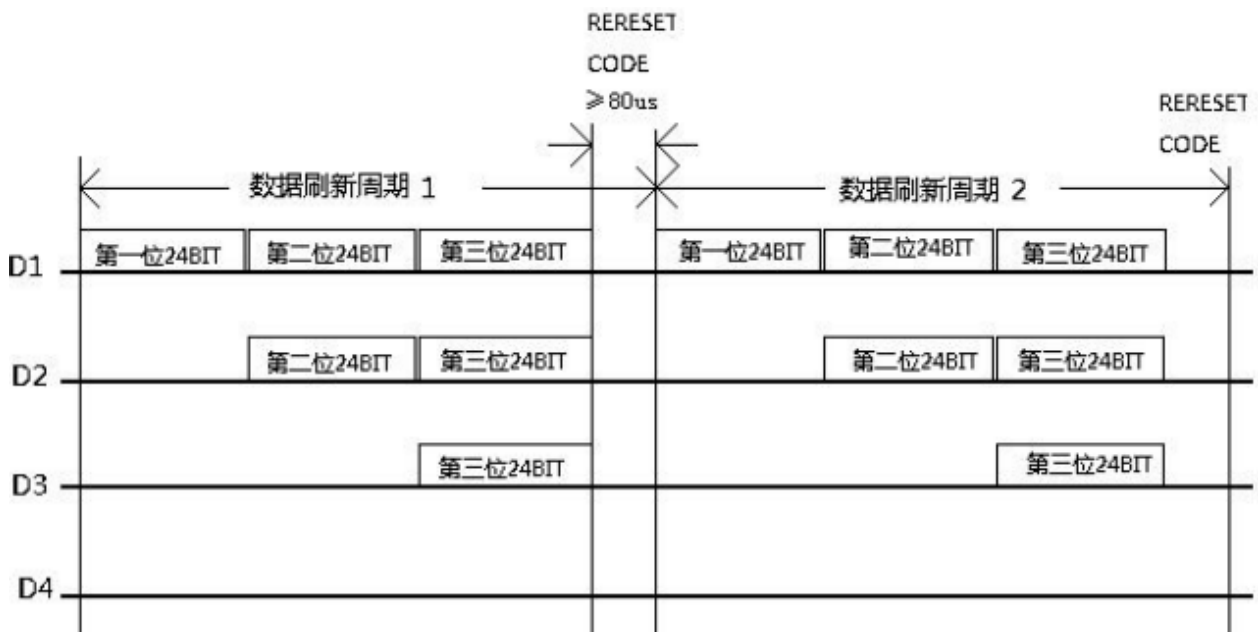 RERESET
CODE
≥80us
RERESET
CODE
数据刷新周期 1
数据刷新周期 2
D1 第一位24BIT 第二位24BIT 第三位24BIT 第一位24BIT 第二位24BIT 第三位24BIT
D2 第二位24BIT 第三位24BIT 第二位24BIT 第三位24BIT
D3 第三位24BIT 第三位24BIT
D4